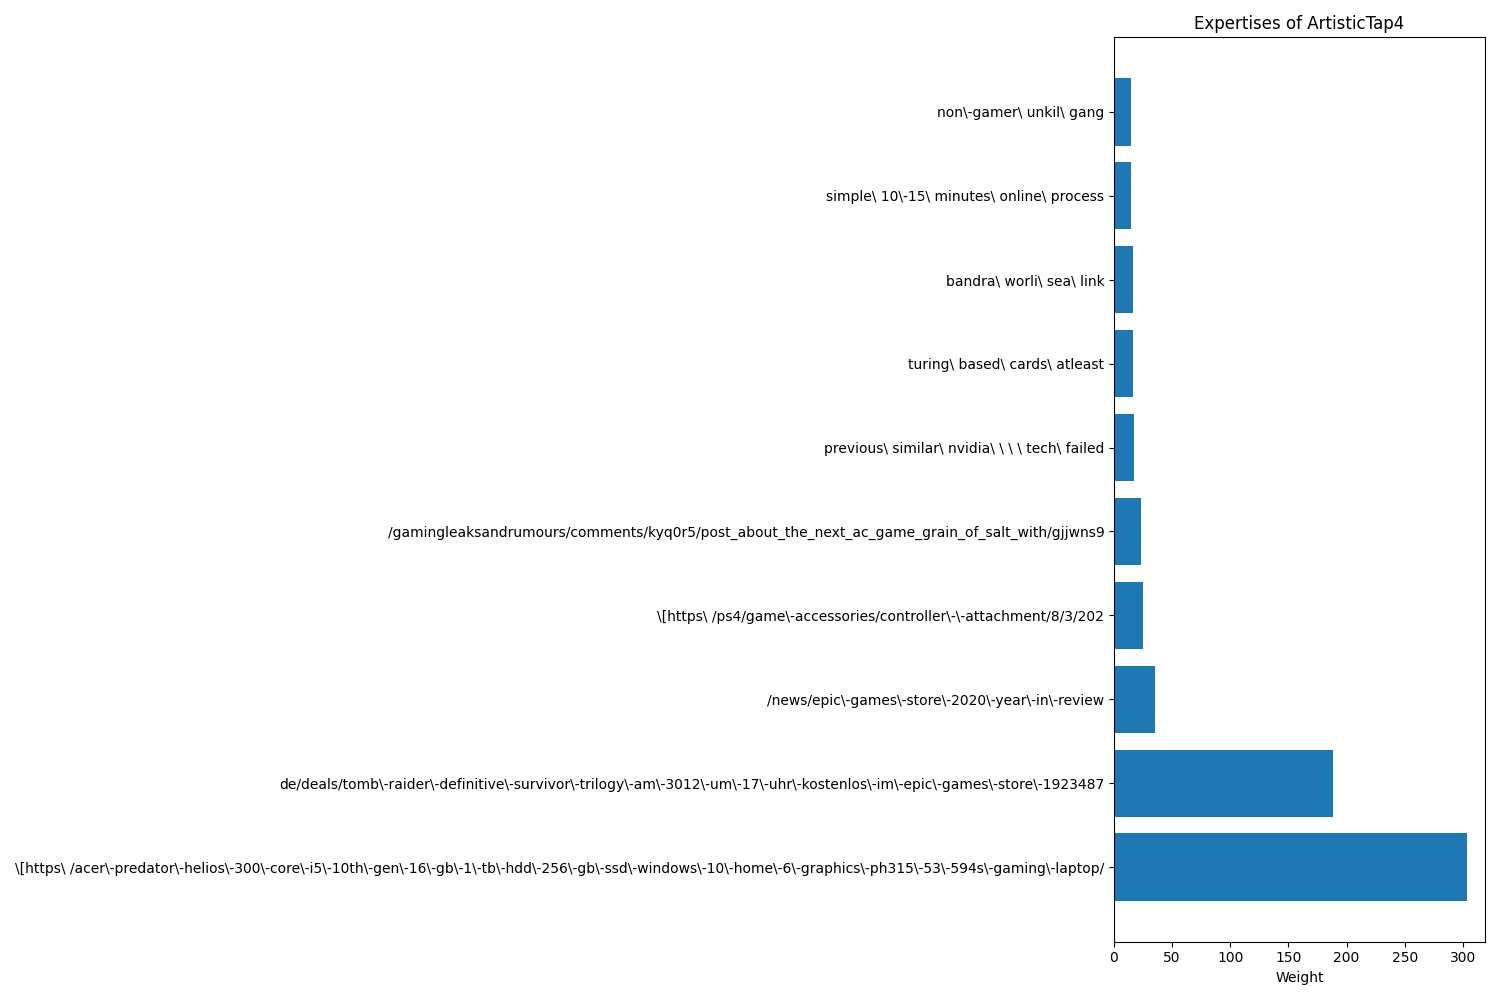 Expertises of ArtisticTap4
non\-gamer\ unkil\ gang
simple\ 10\-15\ minutes\ online\ process
bandra\ worli\ sea\ link
turing\ based\ cards\ atleast
previous\ similar\ nvidia\ \ \ \ tech\ failed
/gamingleaksandrumours/comments/kyq0r5/post_about_the_next_ac_game_grain_of_salt_with/gjjwns9
\[https\ /ps4/game\-accessories/controller\-\-attachment/8/3/202
/news/epic\-games\-store\-2020\-year\-in\-review
de/deals/tomb\-raider\-definitive\-survivor\-trilogy\-am\-3012\-um\-17\-uhr\-kostenlos\-im\-epic\-games\-store\-1923487
\[https\ /acer\-predator\-helios\-300\-core\-i5\-10th\-gen\-16\-gb\-1\-tb\-hdd\-256\-gb\-ssd\-windows\-10\-home\-6\-graphics\-ph315\-53\-594s\-gaming\-laptop/
0 50 100 150 200 250 300
Weight